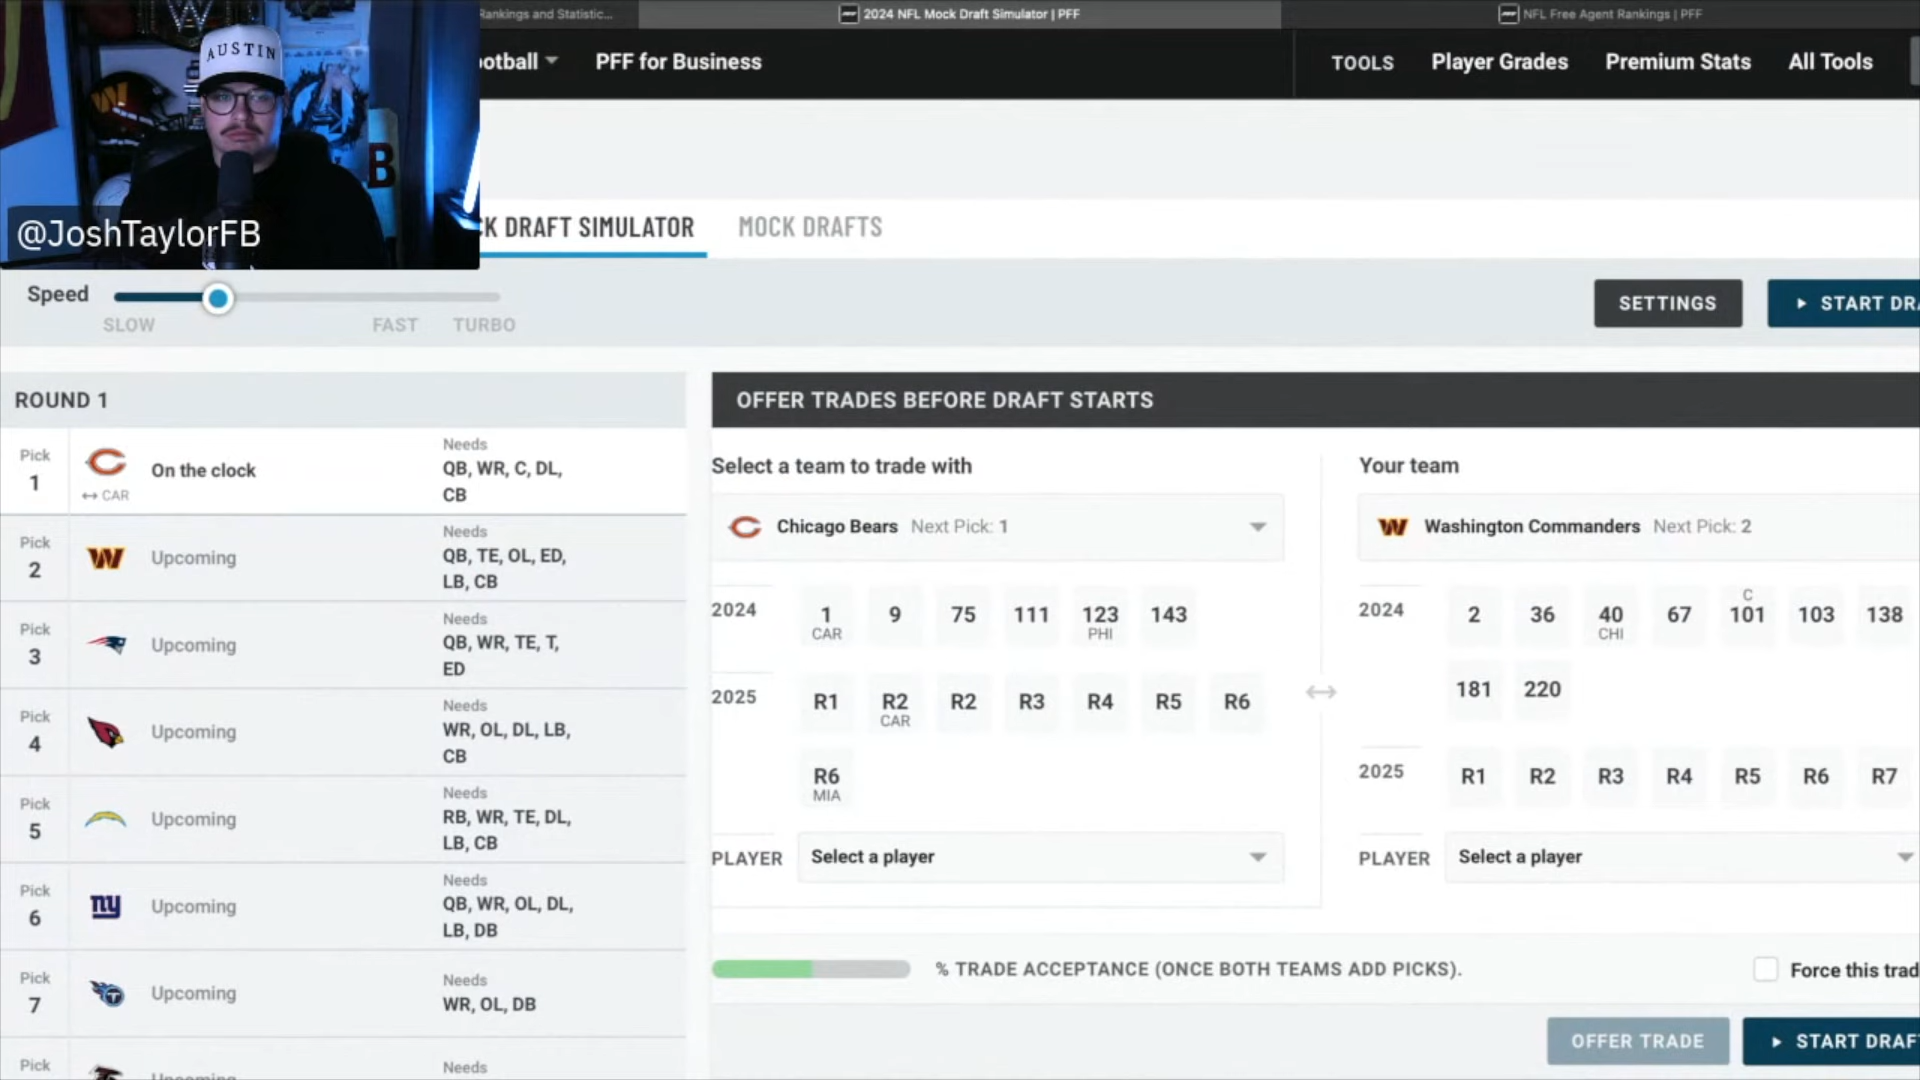 Rankings and Statistic...
2024 NFL Mock Draft Simulator | PFF
NFL Free Agent Rankings | PFF
AUSTIN
B
@JoshTaylorFB
ootball
PFF for Business
TOOLS
Player Grades
Premium Stats
All Tools
CK DRAFT SIMULATOR
MOCK DRAFTS
Speed
SLOW
FAST
TURBO
SETTINGS
START DRA
ROUND 1
Pick
1
↔ CAR
On the clock
Needs
QB, WR, C, DL,
CB
Pick
2
W
Upcoming
Needs
QB, TE, OL, ED,
LB, CB
Pick
3
Upcoming
Needs
QB, WR, TE, T,
ED
Pick
4
Upcoming
Needs
WR, OL, DL, LB,
CB
Pick
5
Upcoming
Needs
RB, WR, TE, DL,
LB, CB
Pick
6
ny
Upcoming
Needs
QB, WR, OL, DL,
LB, DB
Pick
7
Upcoming
Needs
WR, OL, DB
Pick
Upcoming
Needs
OFFER TRADES BEFORE DRAFT STARTS
Select a team to trade with
Chicago Bears Next Pick: 1
2024 1 9 75 111 123 143
CAR PHI
2025 R1 R2 R2 R3 R4 R5 R6
CAR
R6
MIA
PLAYER Select a player
Your team
W Washington Commanders Next Pick: 2
C
2024 2 36 40 67 101 103 138
CHI
181 220
2025 R1 R2 R3 R4 R5 R6 R7
PLAYER Select a player
% TRADE ACCEPTANCE (ONCE BOTH TEAMS ADD PICKS).
Force this trad
OFFER TRADE
START DRAF